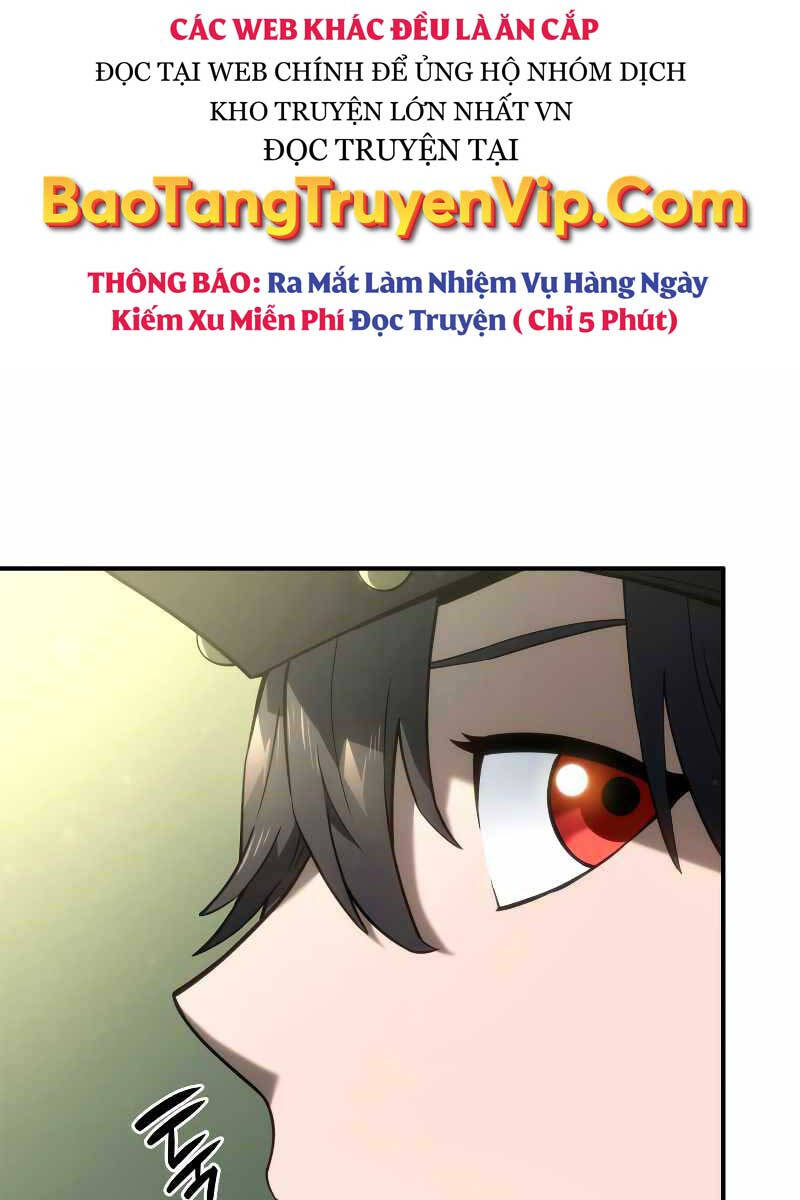 CÁC WEB KHÁC ĐỀU LÀ ĂN CẮP
ĐỌC TẠI WEB CHÍNH ĐỂ ỦNG HỘ NHÓM DỊCH
KHO TRUYỆN LỚN NHẤT VN
ĐỌC TRUYỆN TẠI
BaoTangTruyenVip.Com
THÔNG BÁO: Ra Mắt Làm Nhiệm Vụ Hàng Ngày
Kiếm Xu Miễn Phí Đọc Truyện ( Chỉ 5 Phút)